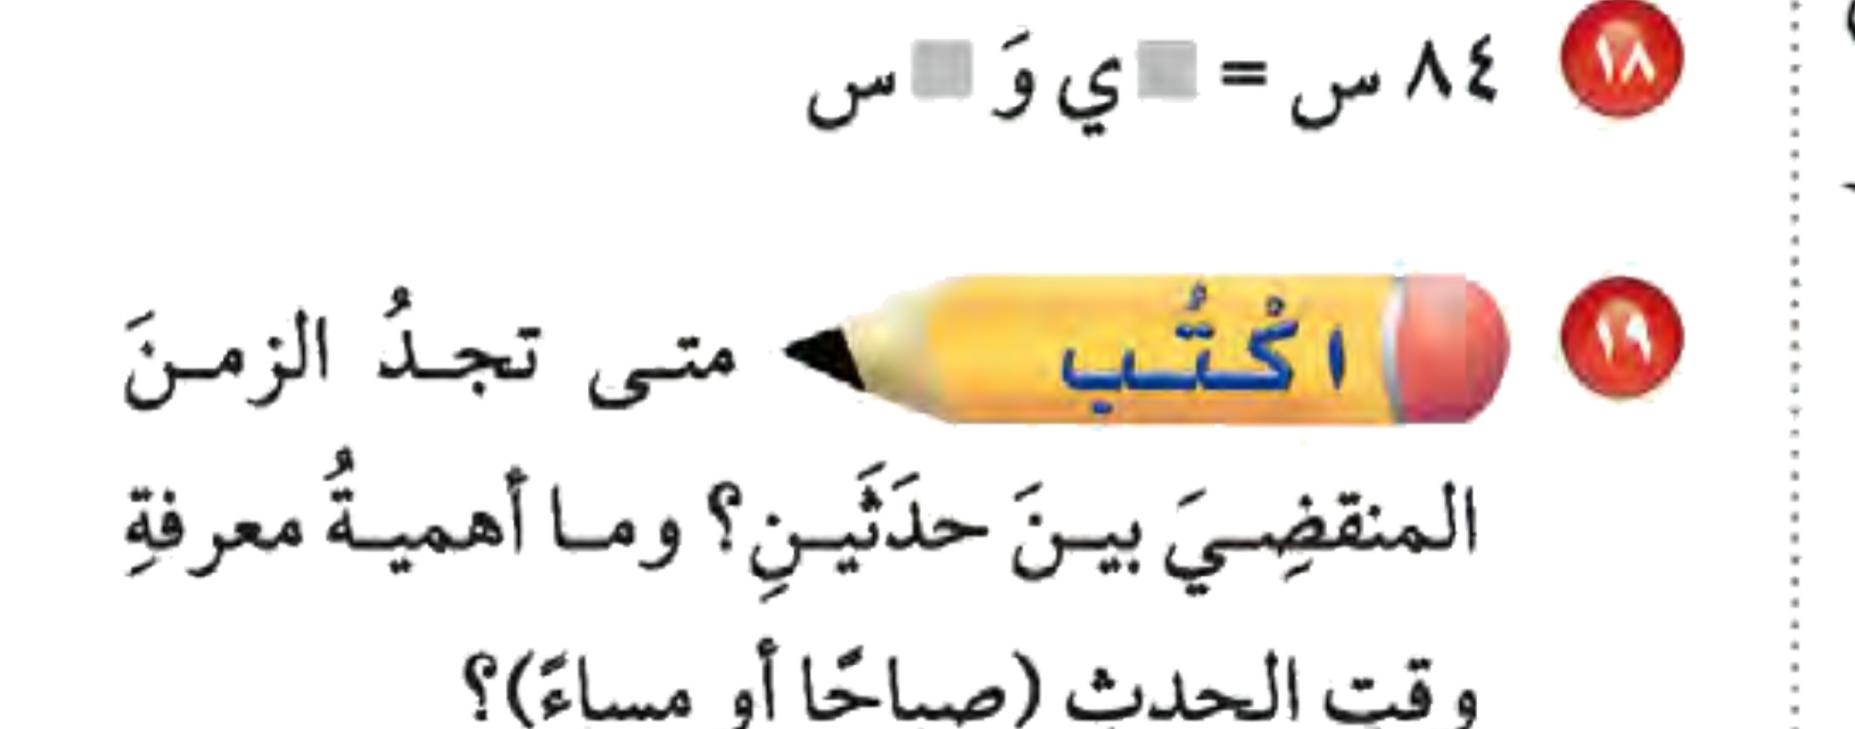 ١٨ ٨٤ س = ي وَ س
١٩ اكْتُب متى تجدُ الزمنَ
المنقضِيَ بينَ حدَثَينِ؟ وما أهميةُ معرفةِ
وقتِ الحدثِ (صباحًا أو مساءً)؟